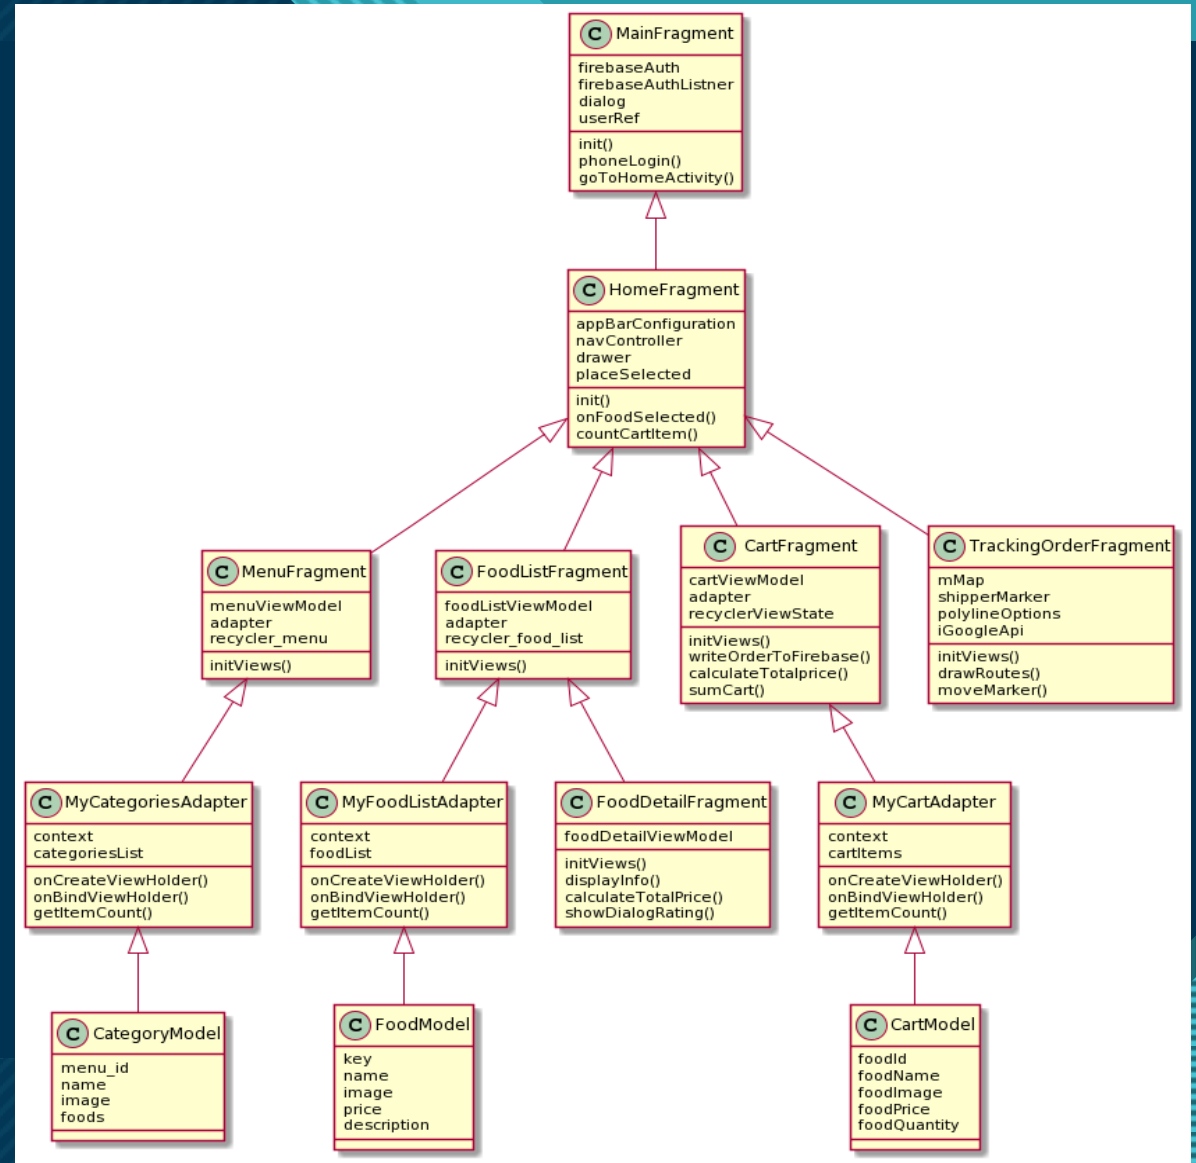 C MainFragment
firebaseAuth
firebaseAuthListner
dialog
userRef
init()
phoneLogin()
goToHomeActivity()
C HomeFragment
appBarConfiguration
navController
drawer
placeSelected
init()
onFoodSelected()
countCartItem()
C MenuFragment
menuViewModel
adapter
recycler_menu
initViews()
C FoodListFragment
foodListViewModel
adapter
recycler_food_list
initViews()
C CartFragment
cartViewModel
adapter
recyclerViewState
initViews()
writeOrderToFirebase()
calculateTotalprice()
sumCart()
C TrackingOrderFragment
mMap
shipperMarker
polylineOptions
iGoogleApi
initViews()
drawRoutes()
moveMarker()
C MyCategoriesAdapter
context
categoriesList
onCreateViewHolder()
onBindViewHolder()
getItemCount()
C MyFoodListAdapter
context
foodList
onCreateViewHolder()
onBindViewHolder()
getItemCount()
C FoodDetailFragment
foodDetailViewModel
initViews()
displayInfo()
calculateTotalPrice()
showDialogRating()
C MyCartAdapter
context
cartItems
onCreateViewHolder()
onBindViewHolder()
getItemCount()
C CategoryModel
menu_id
name
image
foods
C FoodModel
key
name
image
price
description
C CartModel
foodId
foodName
foodImage
foodPrice
foodQuantity